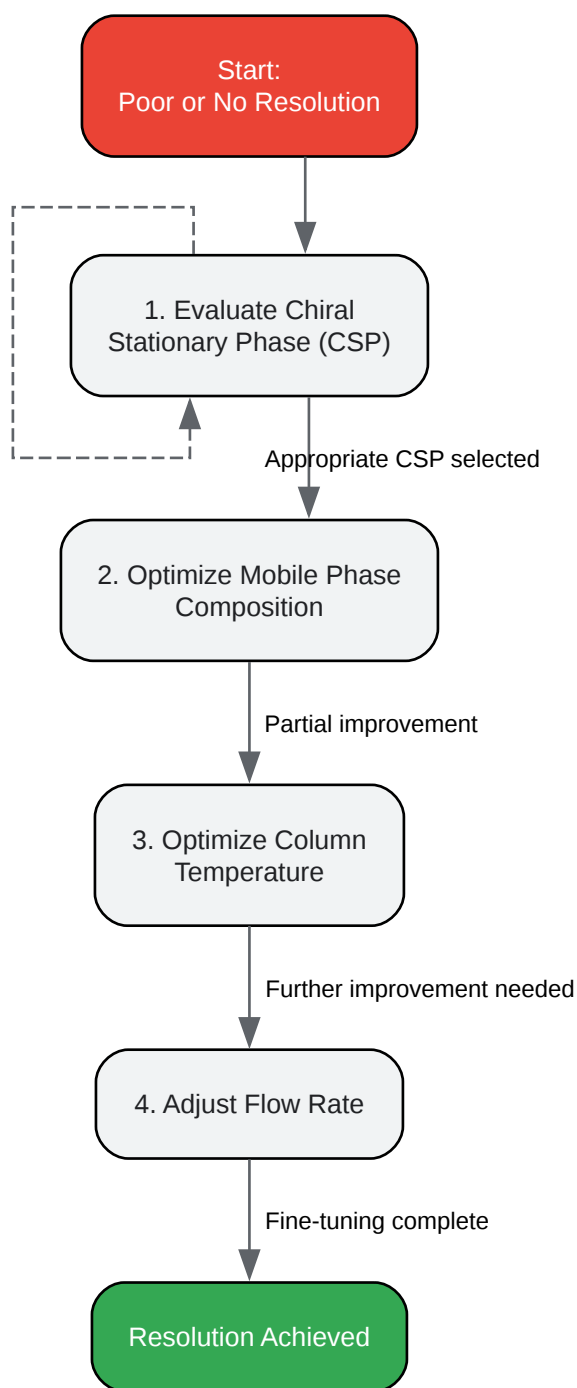 Start:
Poor or No Resolution
1. Evaluate Chiral
Stationary Phase (CSP)
Appropriate CSP selected
2. Optimize Mobile Phase
Composition
Partial improvement
3. Optimize Column
Temperature
Further improvement needed
4. Adjust Flow Rate
Fine-tuning complete
Resolution Achieved